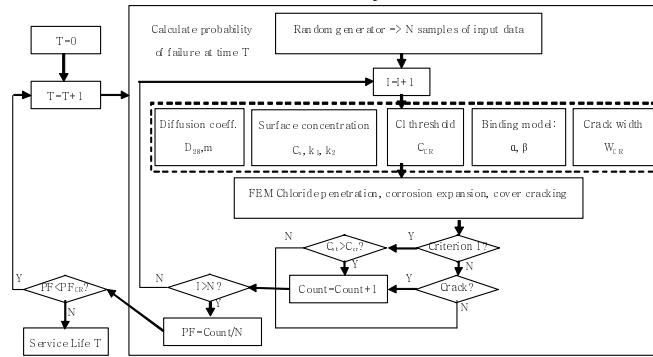 T=0
T=T+1
Calculate probability
of failure at time T
Random generator => N samples of input data
I=I+1
Diffusion coeff.
D28,m
Surface concentration
Cs, k1, k2
Cl threshold
CCR
Binding model:
α, β
Crack width
WCR
FEM Chloride penetration, corrosion expansion, cover cracking
N
Cst>Ccr?
Y
Criterion 1?
Y
N
Count=Count+1
Y
Crack?
N
N
I>N?
Y
PF=Count/N
Y
PF<PFCR?
N
Service Life T